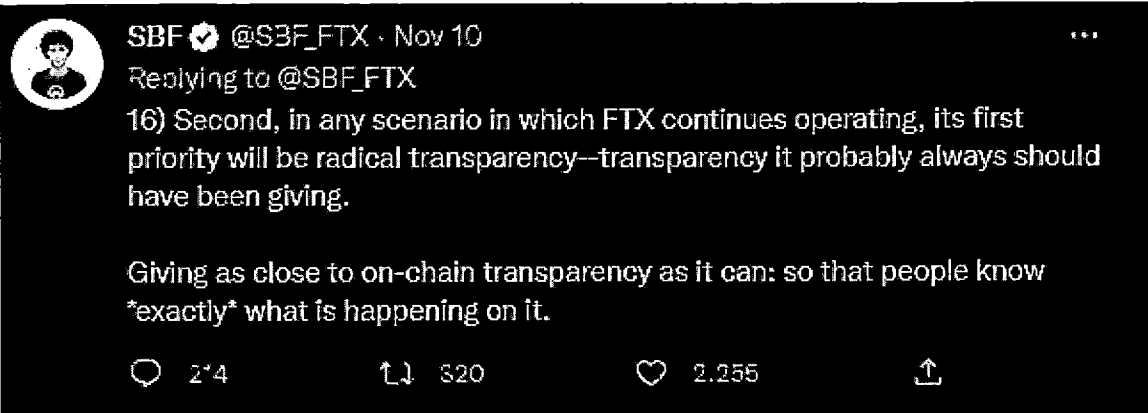 SBF @SBF_FTX · Nov 10
Replying to @SBF_FTX
16) Second, in any scenario in which FTX continues operating, its first
priority will be radical transparency--transparency it probably always should
have been giving.
Giving as close to on-chain transparency as it can: so that people know
*exactly* what is happening on it.
2,255